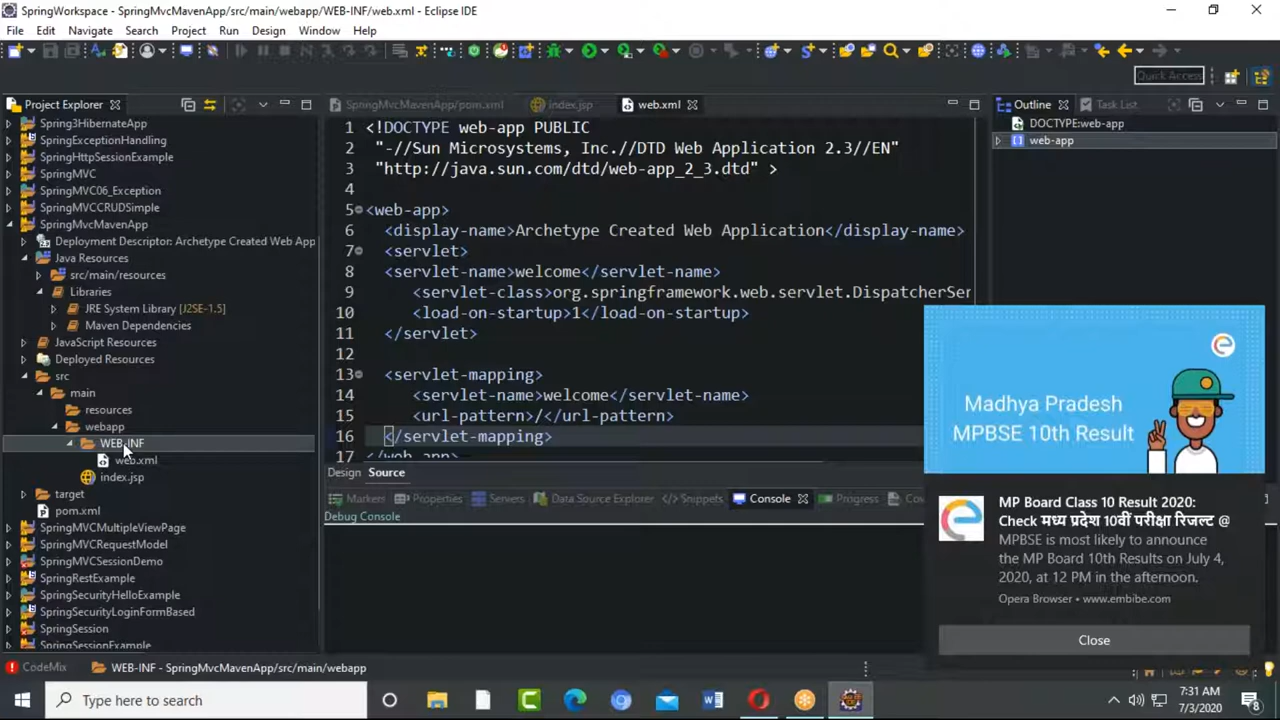 SpringWorkspace - SpringMvcMavenApp/src/main/webapp/WEB-INF/web.xml - Eclipse IDE
File Edit Navigate Search Project Run Design Window Help
Quick Access
Project Explorer
Spring3HibernateApp
SpringExceptionHandling
SpringHttpSessionExample
SpringMVC
SpringMVC06_Exception
SpringMVCCRUDSimple
SpringMvcMavenApp
Deployment Descriptor: Archetype Created Web App
Java Resources
src/main/resources
Libraries
JRE System Library [J2SE-1.5]
Maven Dependencies
JavaScript Resources
Deployed Resources
src
main
resources
webapp
WEB-INF
web.xml
index.jsp
target
pom.xml
SpringMVCMultipleViewPage
SpringMVCRequestModel
SpringMVCSessionDemo
SpringRestExample
SpringSecurityHelloExample
SpringSecurityLoginFormBased
SpringSession
SpringSessionExample
SpringMvcMavenApp/pom.xml index.jsp web.xml
1 <!DOCTYPE web-app PUBLIC
2 "-//Sun Microsystems, Inc.//DTD Web Application 2.3//EN"
3 "http://java.sun.com/dtd/web-app_2_3.dtd" >
4
5 <web-app>
6 <display-name>Archetype Created Web Application</display-name>
7 <servlet>
8 <servlet-name>welcome</servlet-name>
9 <servlet-class>org.springframework.web.servlet.DispatcherSer
10 <load-on-startup>1</load-on-startup>
11 </servlet>
12
13 <servlet-mapping>
14 <servlet-name>welcome</servlet-name>
15 <url-pattern>/</url-pattern>
16 </servlet-mapping>
17 </web-app>
Design Source
Markers Properties Servers Data Source Explorer Snippets Console Progress Cov
Debug Console
Outline Task List
DOCTYPE:web-app
web-app
Madhya Pradesh
MPBSE 10th Result
MP Board Class 10 Result 2020:
Check मध्य प्रदेश 10वीं परीक्षा रिजल्ट @
MPBSE is most likely to announce
the MP Board 10th Results on July 4,
2020, at 12 PM in the afternoon.
Opera Browser • www.embibe.com
Close
CodeMix WEB-INF - SpringMvcMavenApp/src/main/webapp
Type here to search
7:31 AM
7/3/2020
8